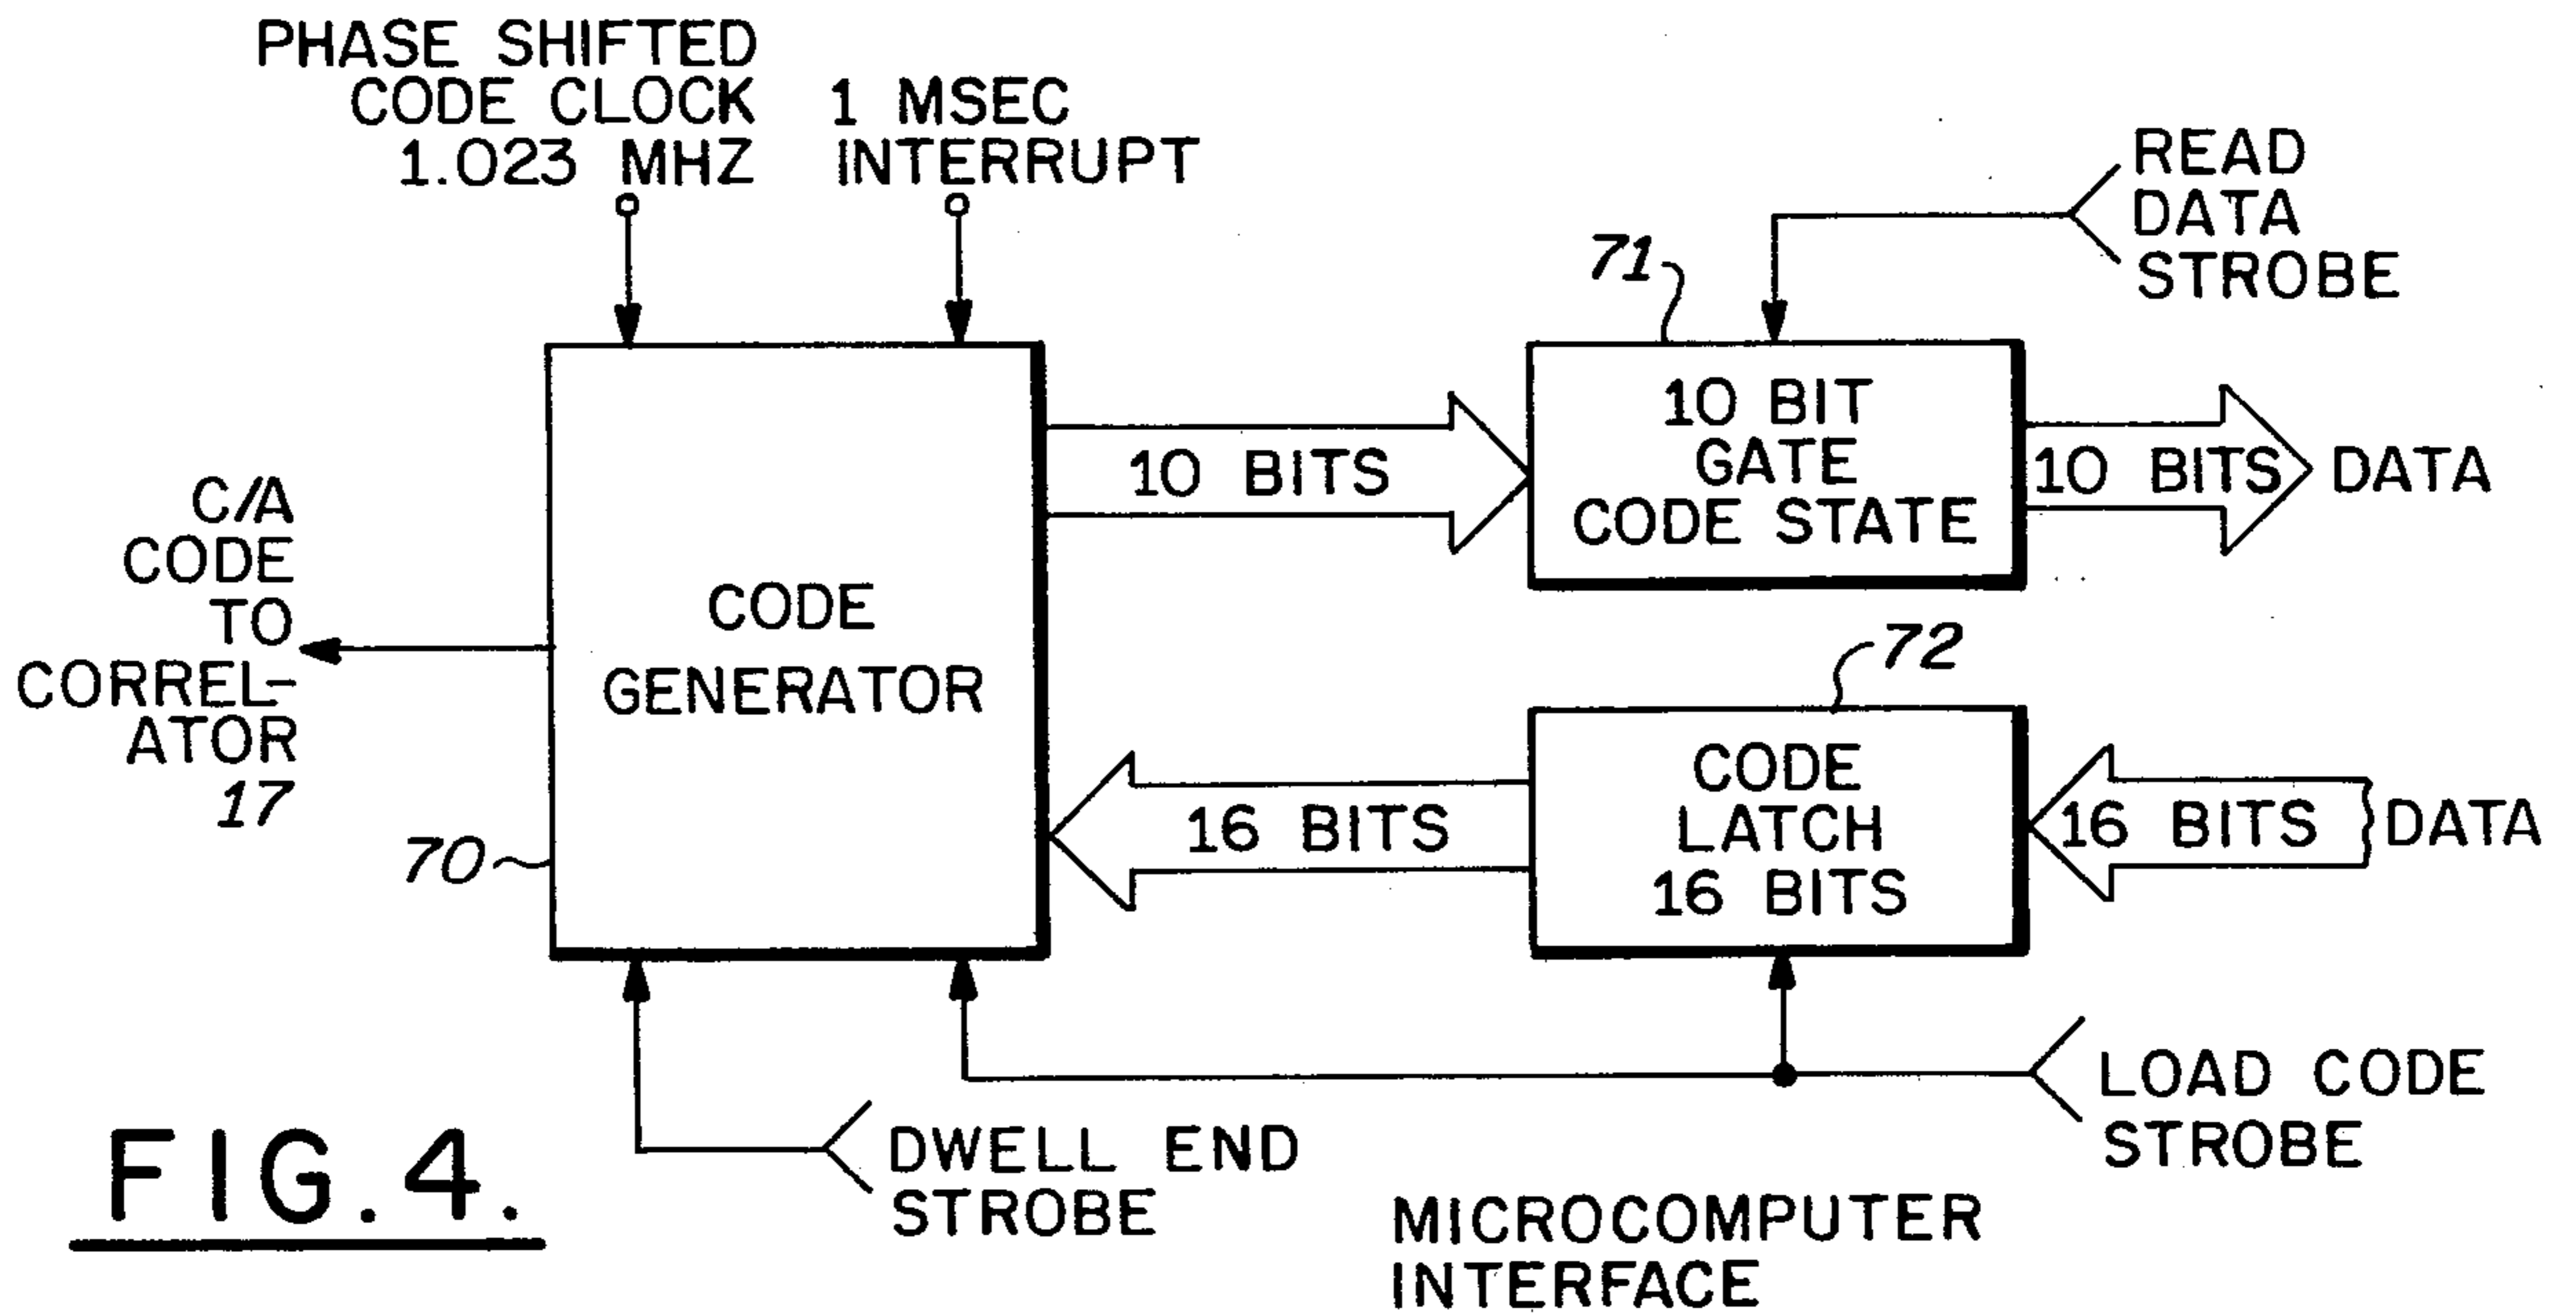 PHASE SHIFTED
CODE CLOCK
1.023 MHZ
1 MSEC
INTERRUPT
READ
DATA
STROBE
71
10 BIT
GATE
CODE STATE
10 BITS
10 BITS
DATA
C/A
CODE
TO
CORREL-
ATOR
17
CODE
GENERATOR
70
72
CODE
LATCH
16 BITS
16 BITS
16 BITS
DATA
LOAD CODE
STROBE
DWELL END
STROBE
MICROCOMPUTER
INTERFACE
FIG. 4.